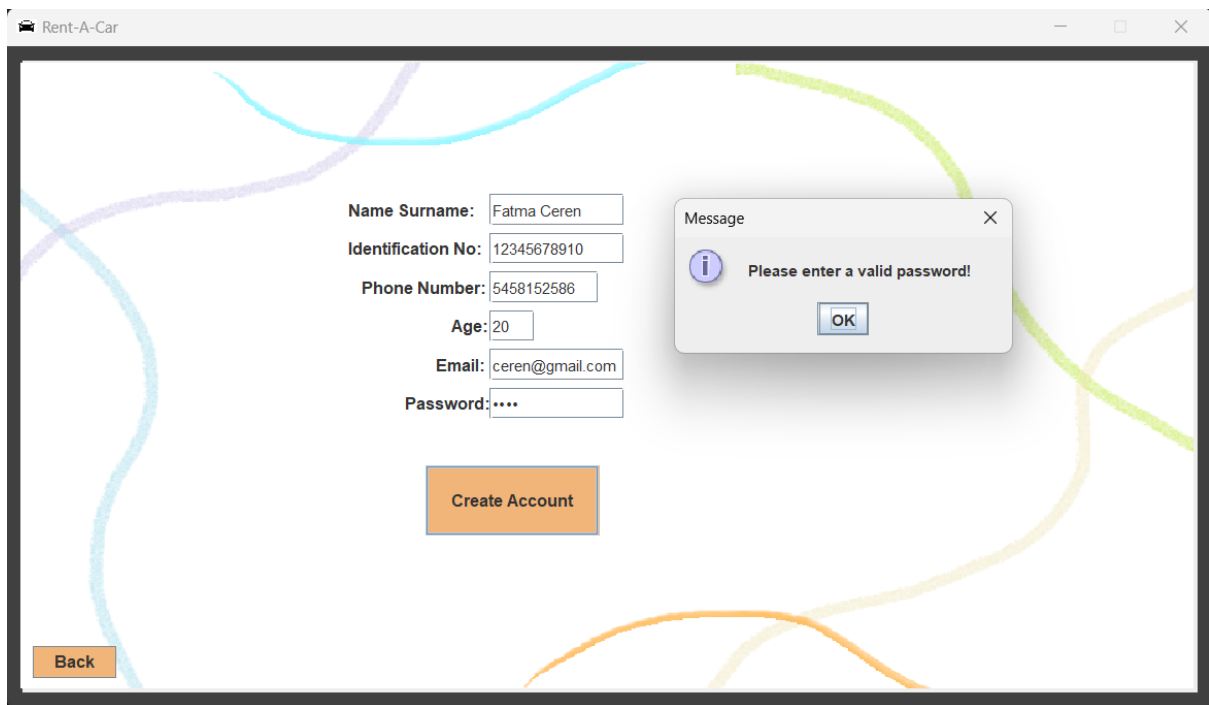 Rent-A-Car
Name Surname: Fatma Ceren
Identification No: 12345678910
Phone Number: 5458152586
Age: 20
Email: ceren@gmail.com
Password: ••••
Create Account
Back
Message
Please enter a valid password!
OK